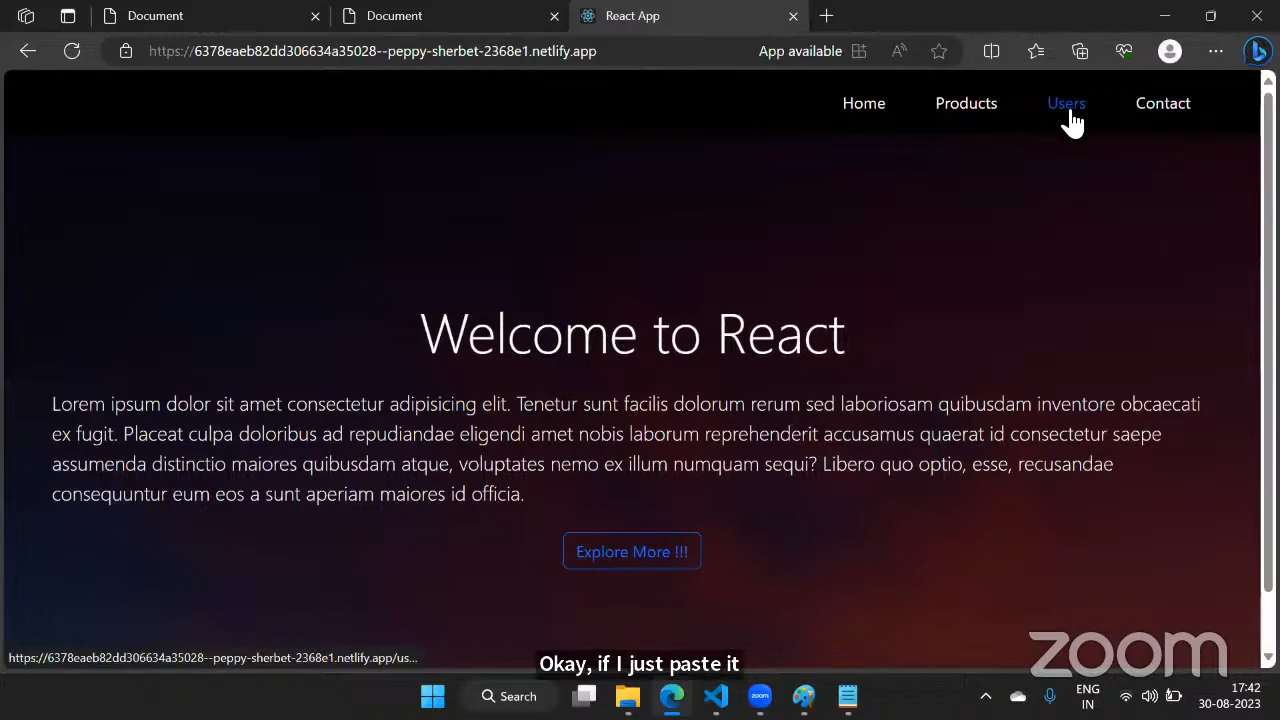 Document
Document
React App
https://6378eaeb82dd306634a35028--peppy-sherbet-2368e1.netlify.app
App available
Home
Products
Users
Contact
Welcome to React
Lorem ipsum dolor sit amet consectetur adipisicing elit. Tenetur sunt facilis dolorum rerum sed laboriosam quibusdam inventore obcaecati
ex fugit. Placeat culpa doloribus ad repudiandae eligendi amet nobis laborum reprehenderit accusamus quaerat id consectetur saepe
assumenda distinctio maiores quibusdam atque, voluptates nemo ex illum numquam sequi? Libero quo optio, esse, recusandae
consequuntur eum eos a sunt aperiam maiores id officia.
Explore More !!!
zoom
https://6378eaeb82dd306634a35028--peppy-sherbet-2368e1.netlify.app/us...
Okay, if I just paste it
Search
zoom
ENG
IN
17:42
30-08-2023